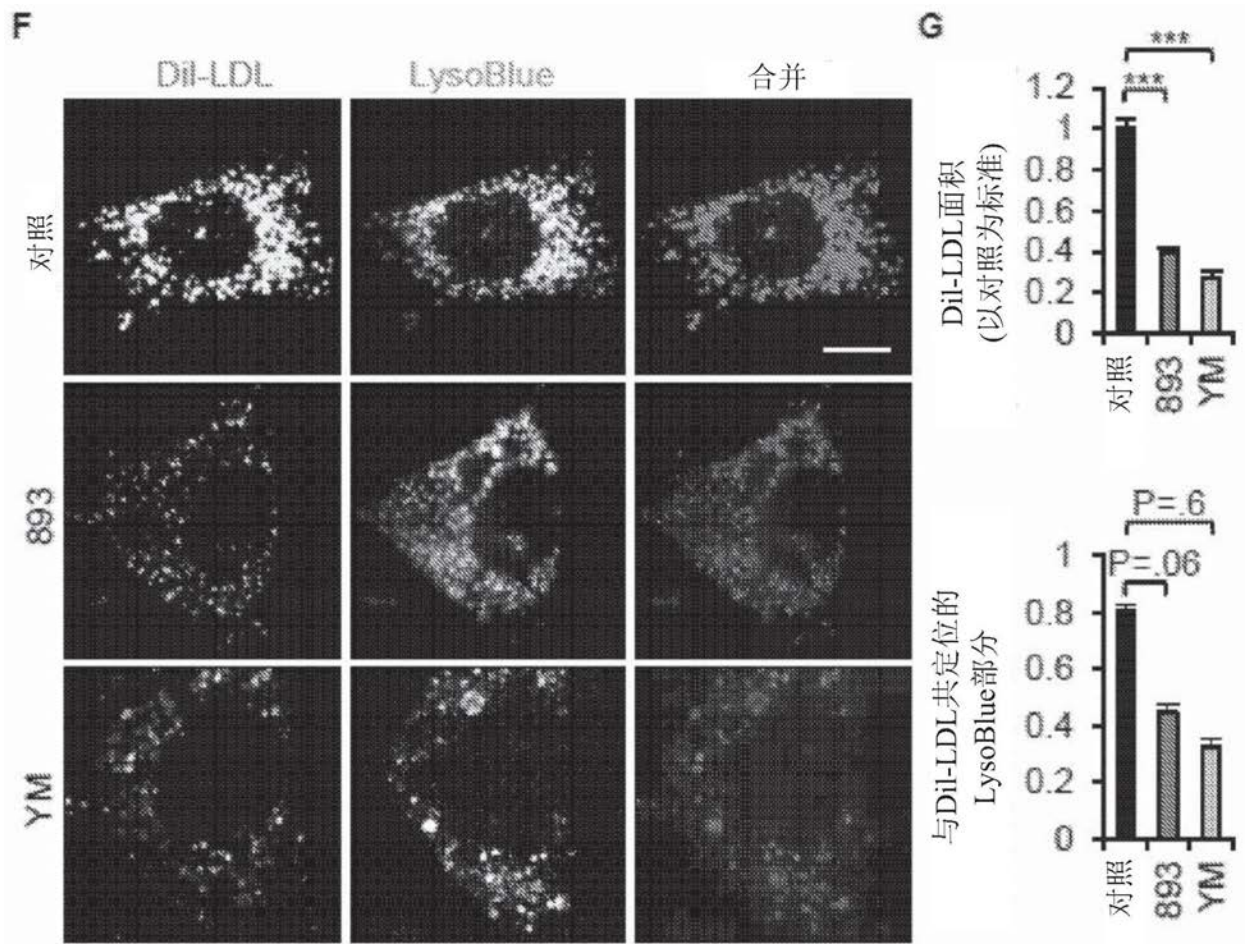 F
Dil-LDL
LysoBlue
合并
对照
893
YM
G
Dil-LDL面积
(以对照为标准)
***
***
1.2
1
0.8
0.6
0.4
0.2
0
对照
893
YM
与Dil-LDL共定位的
LysoBlue部分
P=.6
P=.06
1
0.8
0.6
0.4
0.2
0
对照
893
YM